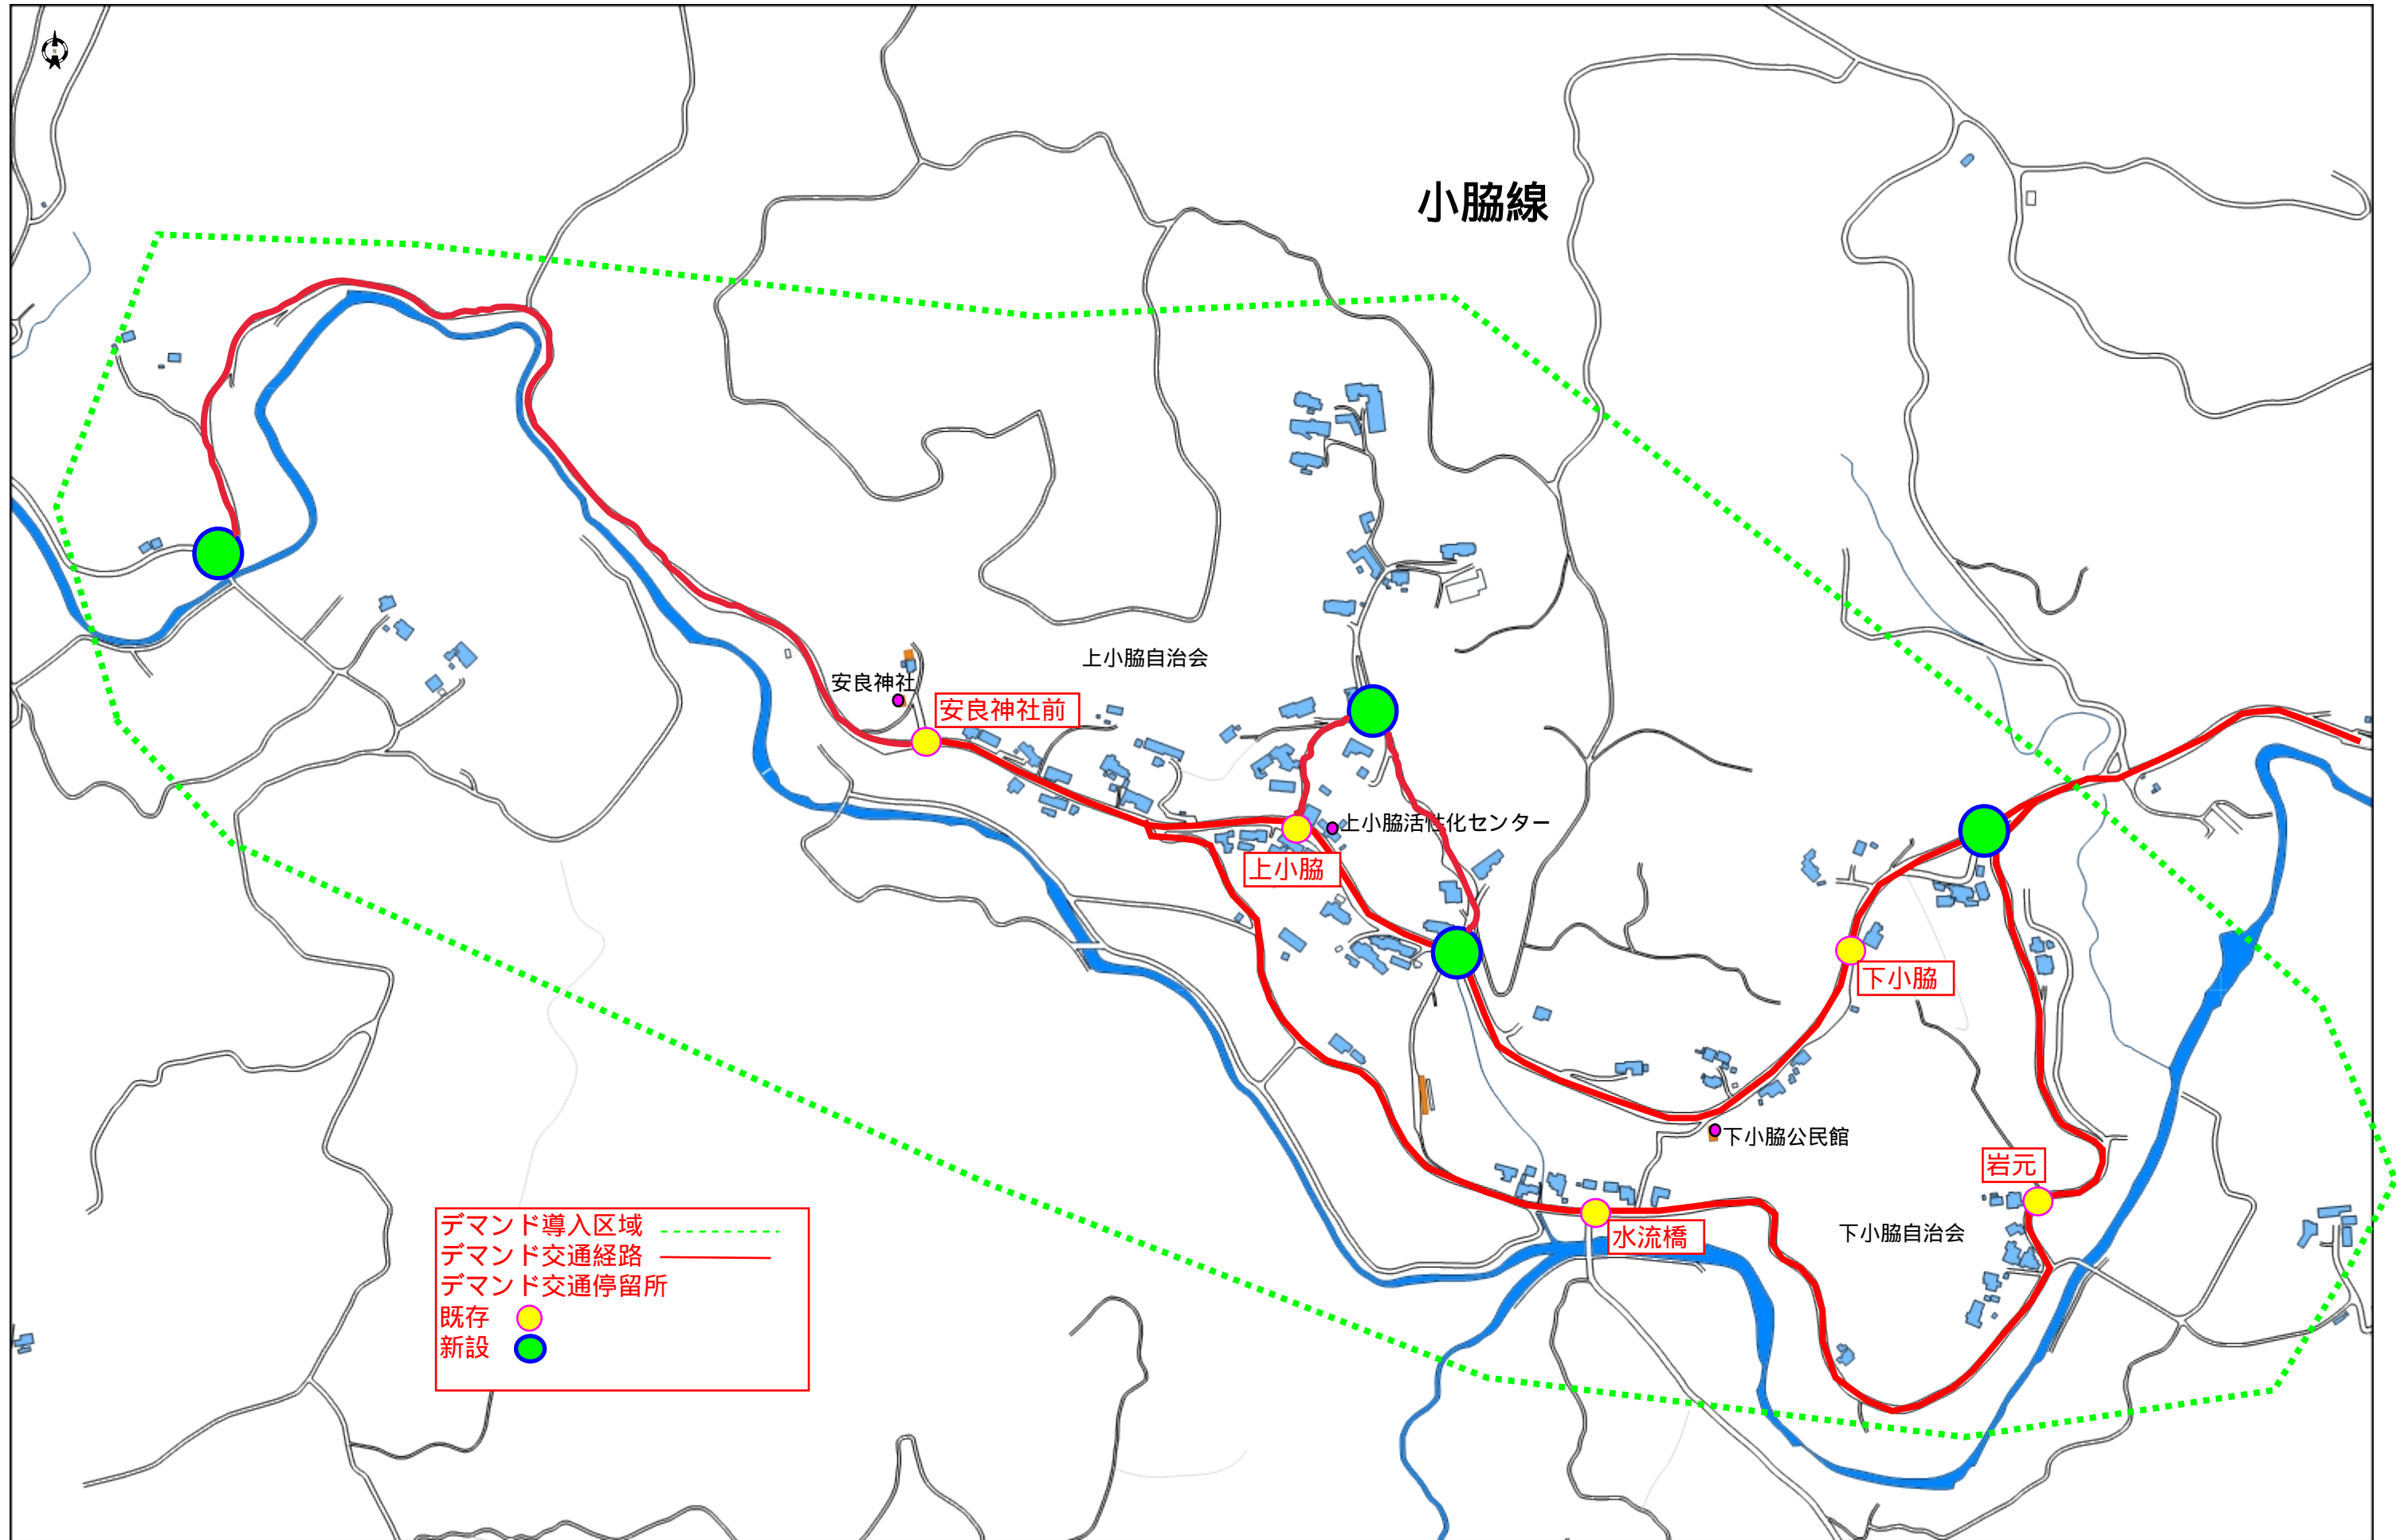 小脇線
上小脇自治会
安良神社
安良神社前
上小脇活性化センター
上小脇
下小脇
下小脇公民館
岩元
水流橋
下小脇自治会
デマンド導入区域
デマンド交通経路
デマンド交通停留所
既存
新設